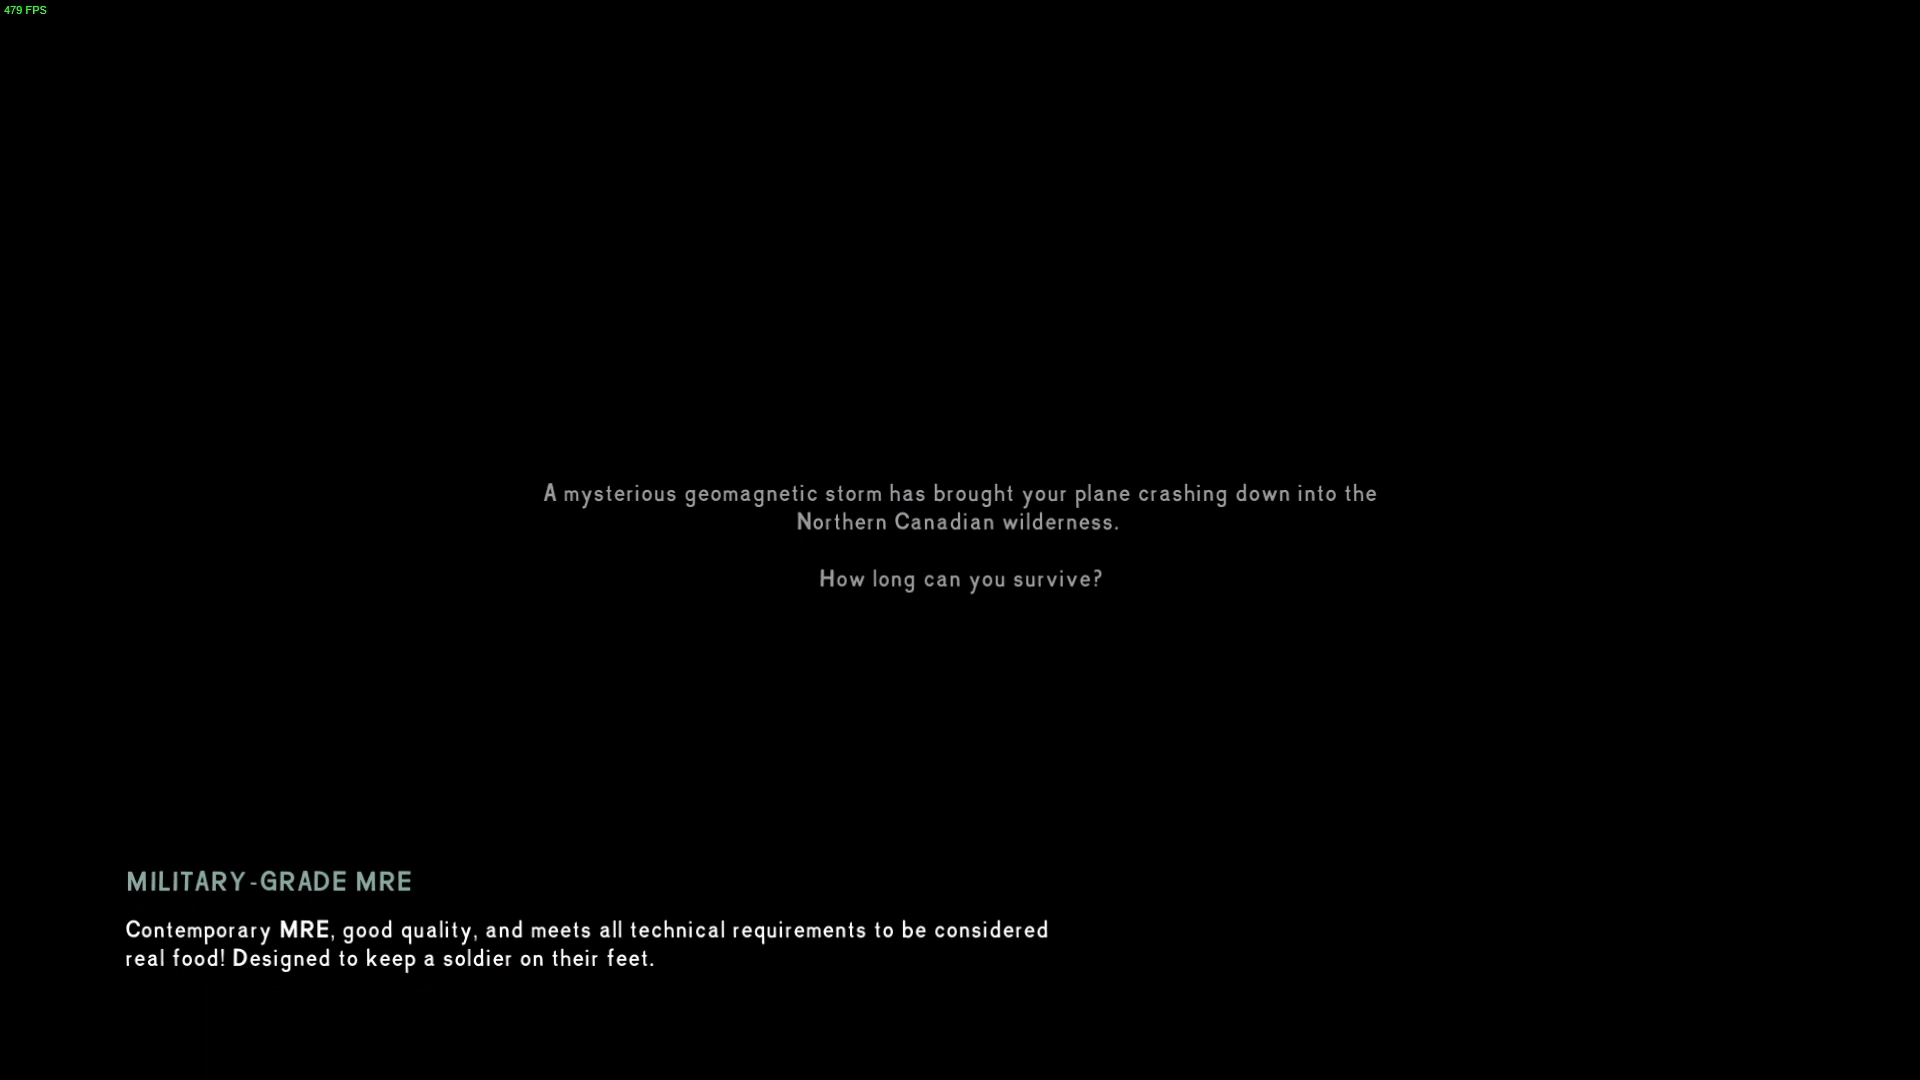 479 FPS
A mysterious geomagnetic storm has brought your plane crashing down into the
Northern Canadian wilderness.
How long can you survive?
MILITARY-GRADE MRE
Contemporary MRE, good quality, and meets all technical requirements to be considered
real food! Designed to keep a soldier on their feet.